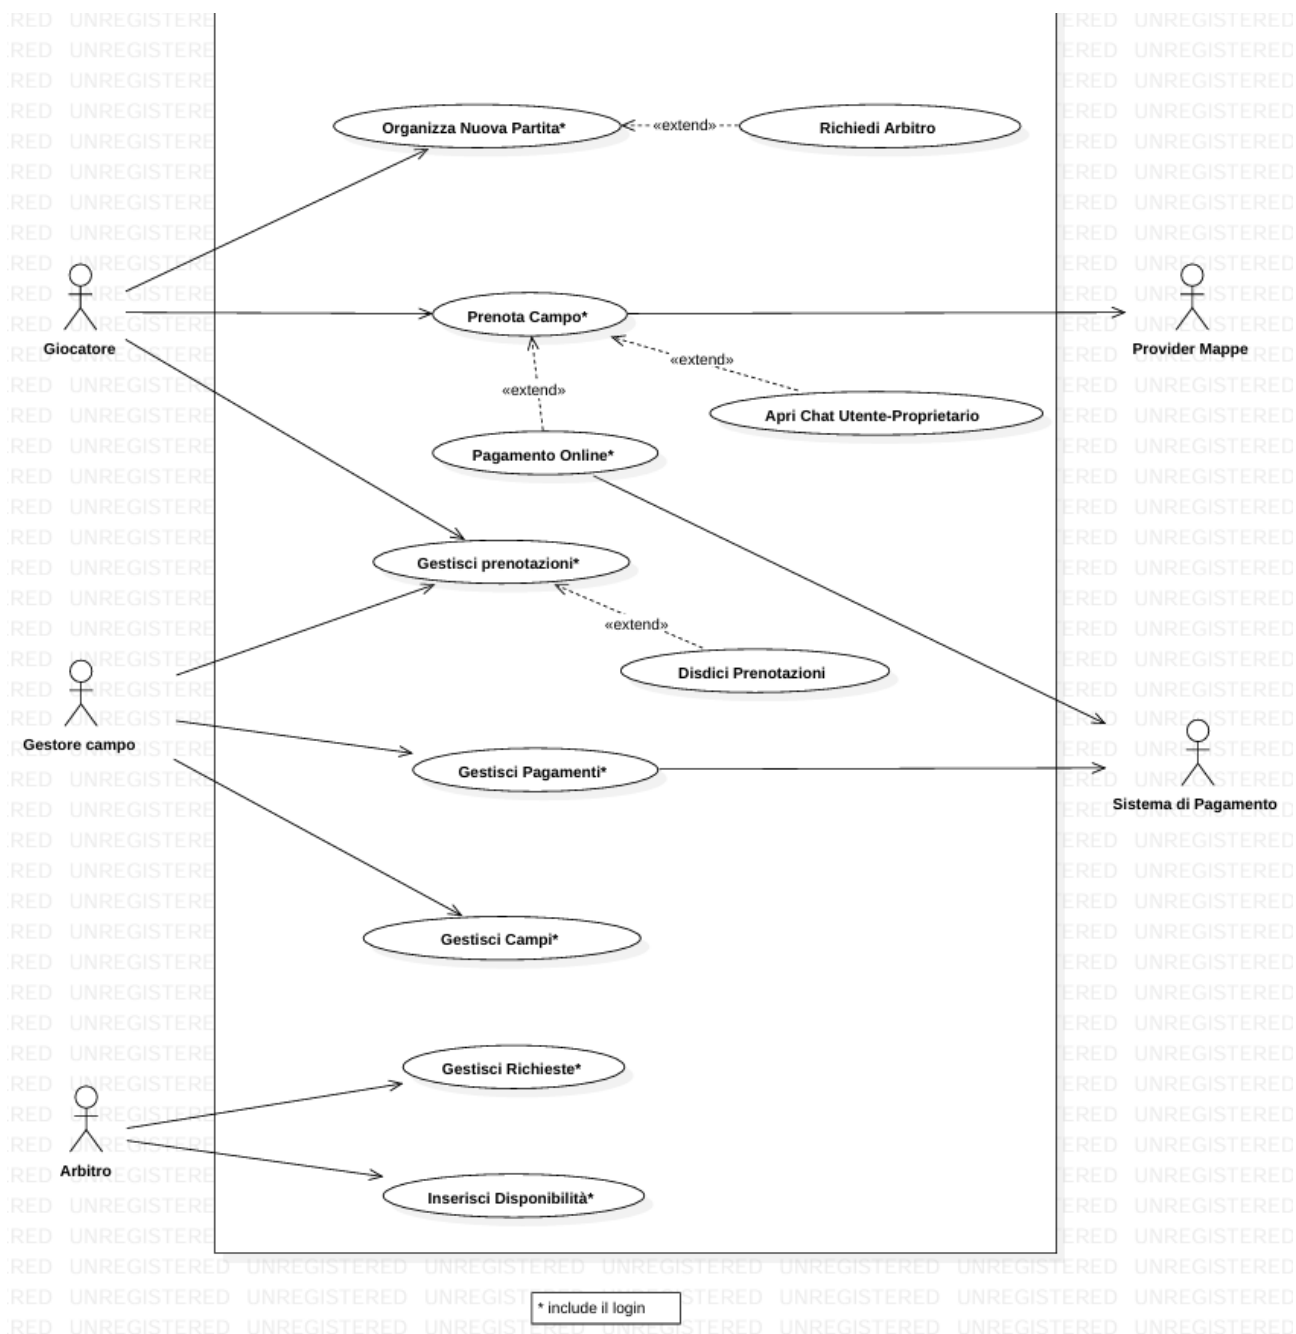 Organizza Nuova Partita*
«extend»
Richiedi Arbitro
Giocatore
Prenota Campo*
Provider Mappe
«extend»
«extend»
Apri Chat Utente-Proprietario
Pagamento Online*
Gestisci prenotazioni*
«extend»
Disdici Prenotazioni
Gestore campo
Gestisci Pagamenti*
Sistema di Pagamento
Gestisci Campi*
Gestisci Richieste*
Arbitro
Inserisci Disponibilità*
* include il login
UNREGISTERED